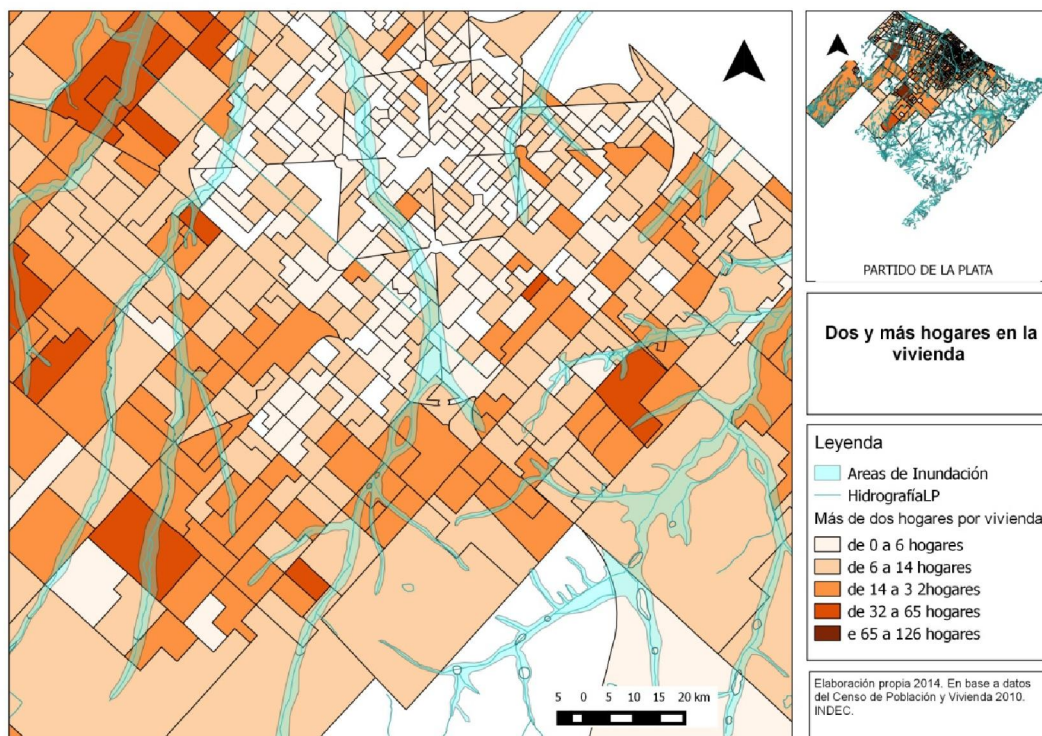 PARTIDO DE LA PLATA
Dos y más hogares en la
vivienda
Leyenda
Areas de Inundación
HidrografíaLP
Más de dos hogares por vivienda
de 0 a 6 hogares
de 6 a 14 hogares
de 14 a 3 2hogares
de 32 a 65 hogares
e 65 a 126 hogares
Elaboración propia 2014. En base a datos
del Censo de Población y Vivienda 2010.
INDEC.
5 0 5 10 15 20 km